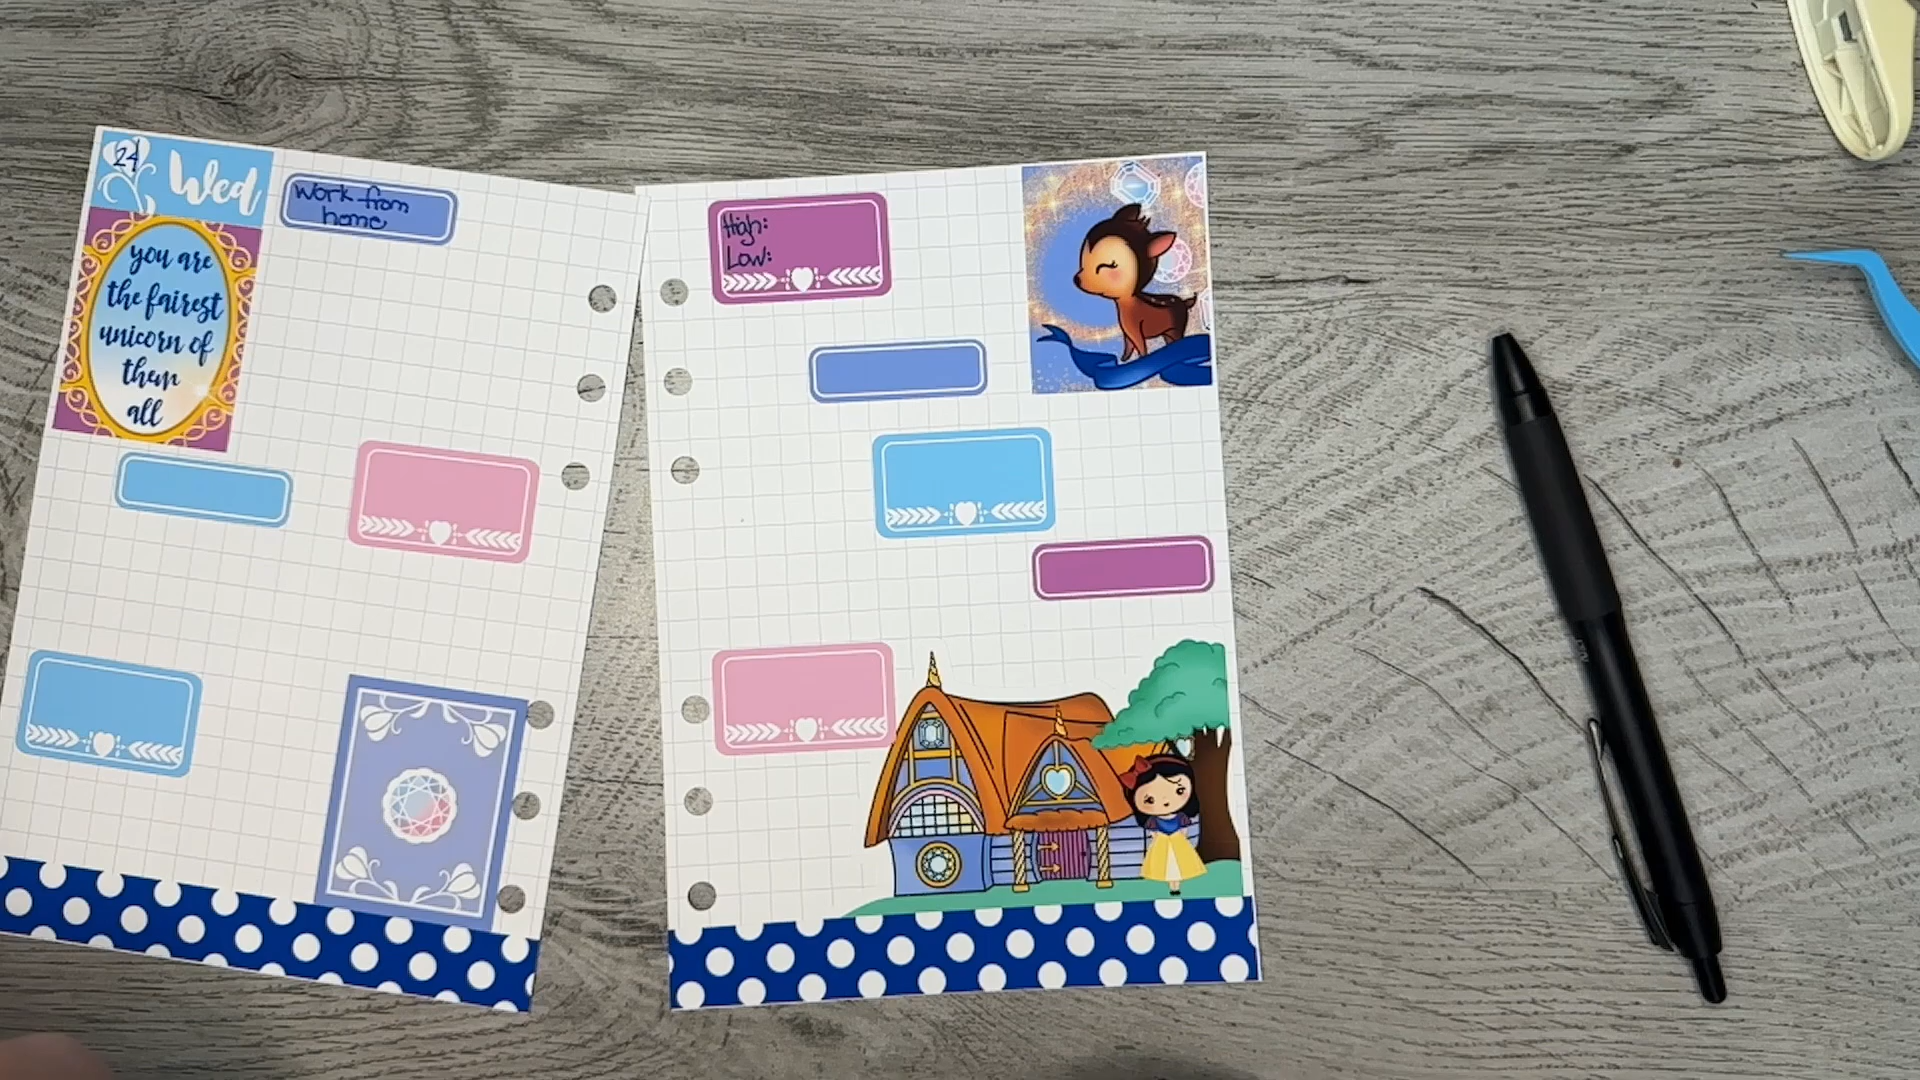 24
Wed
you are
the fairest
unicorn of
them
all
Work from
home
High:
Low: